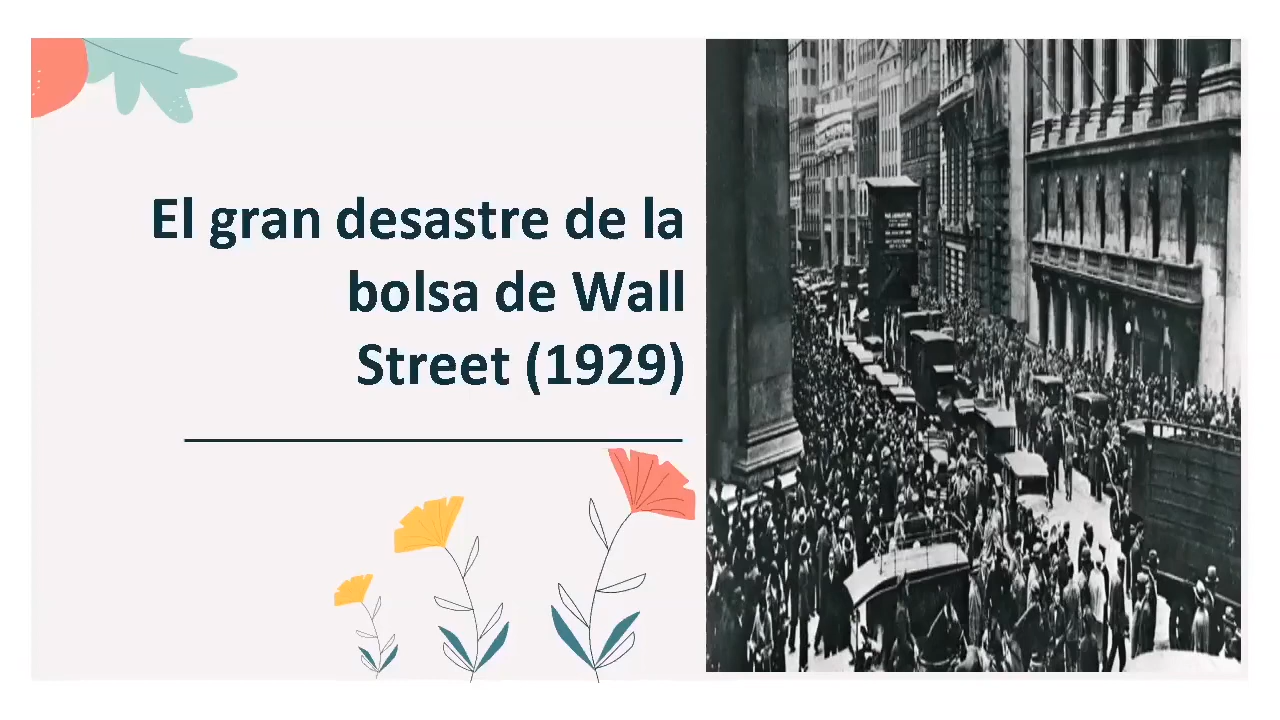 El gran desastre de la
bolsa de Wall
Street (1929)